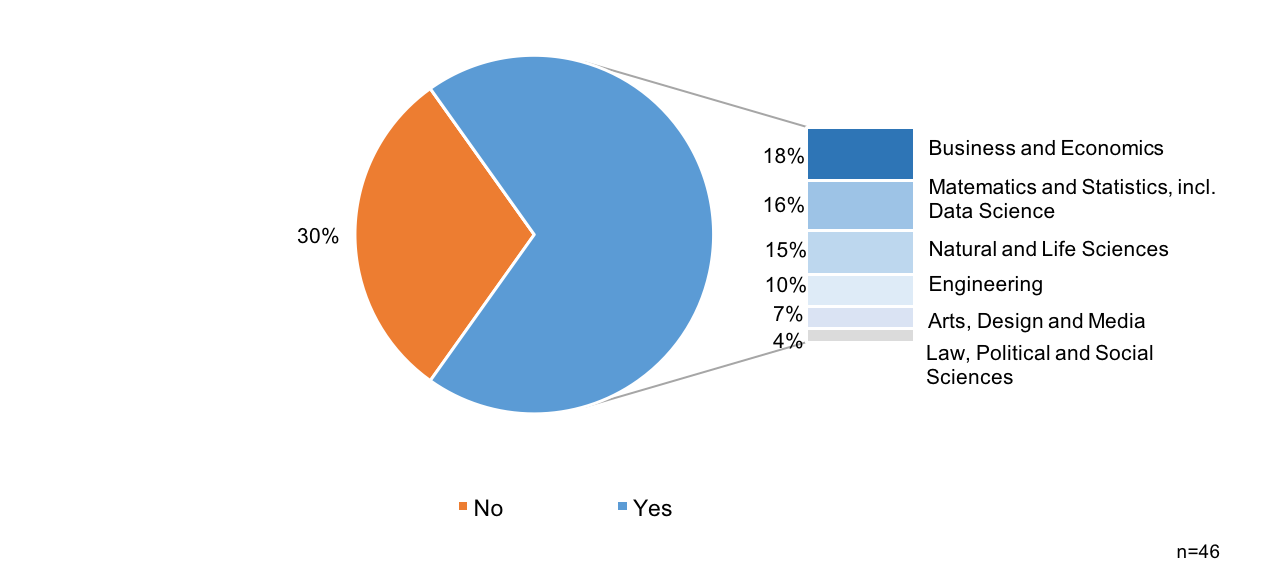 30%
18%
Business and Economics
16%
Matematics and Statistics, incl.
Data Science
15%
Natural and Life Sciences
10%
Engineering
7%
Arts, Design and Media
4%
Law, Political and Social
Sciences
No
Yes
n=46